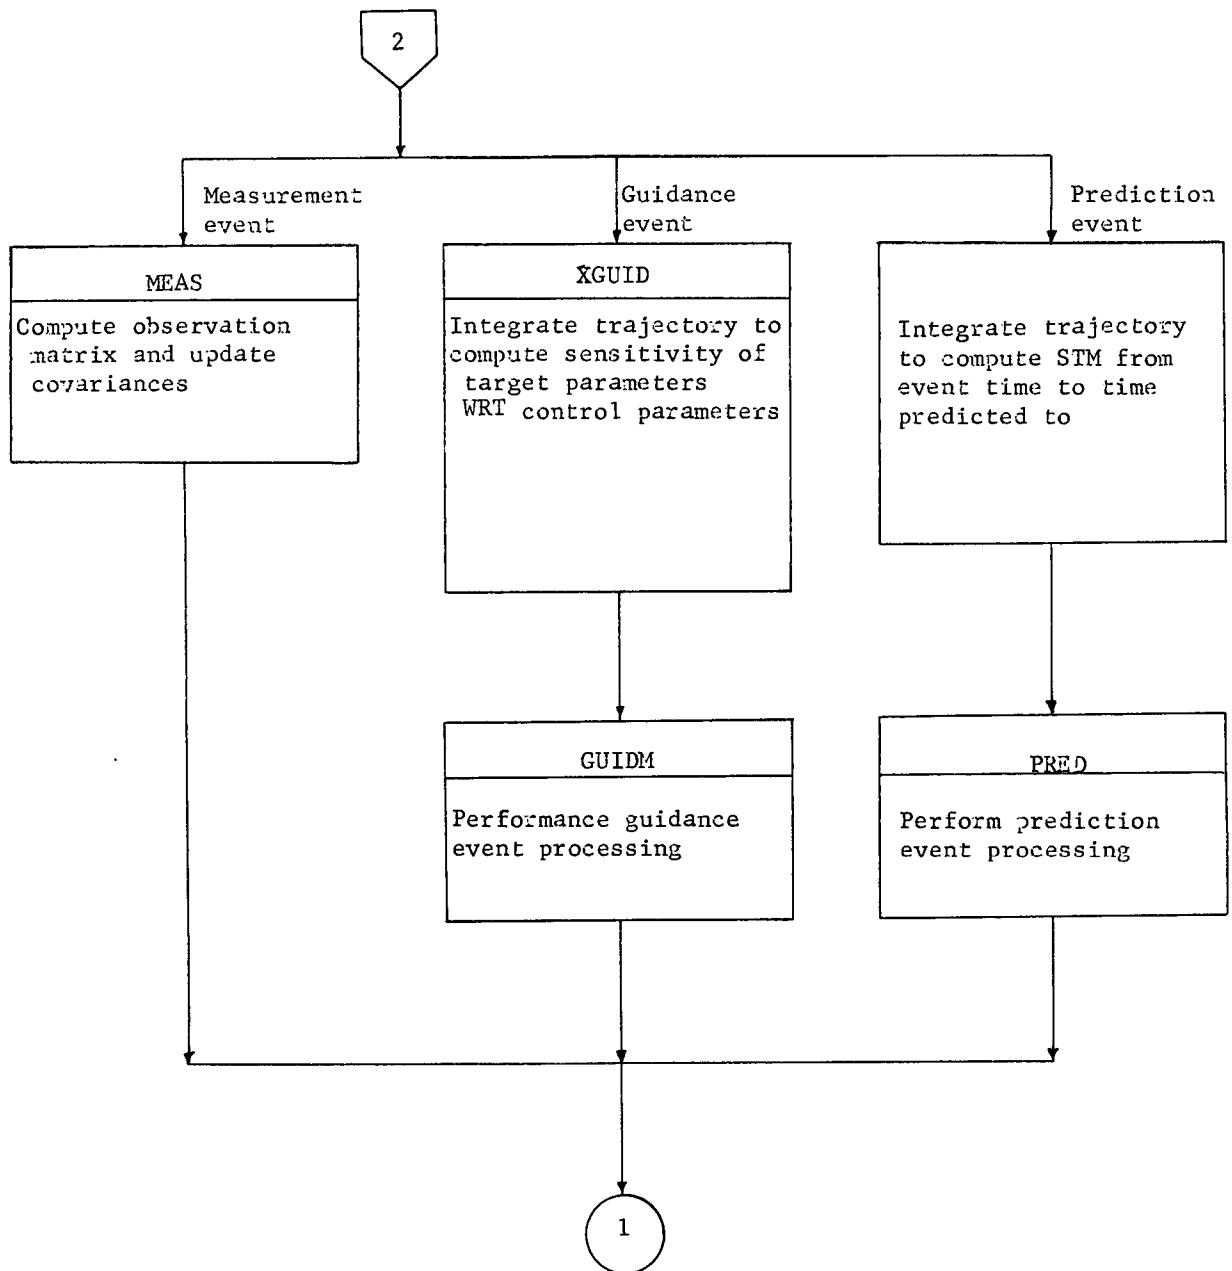 2
Measurement
event
Guidance
event
Prediction
event
MEAS
Compute observation
matrix and update
covariances
XGUID
Integrate trajectory to
compute sensitivity of
target parameters
WRT control parameters
Integrate trajectory
to compute STM from
event time to time
predicted to
GUIDM
Performance guidance
event processing
PRED
Perform prediction
event processing
1